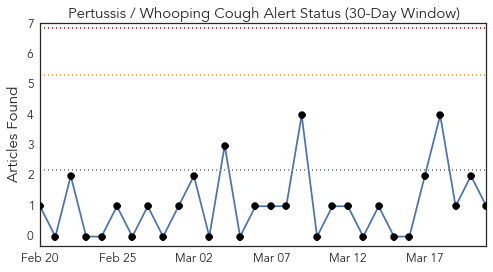 Pertussis / Whooping Cough Alert Status (30-Day Window)
Articles Found
7
6
5
4
3
2
1
0
Feb 20 Feb 25 Mar 02 Mar 07 Mar 12 Mar 17